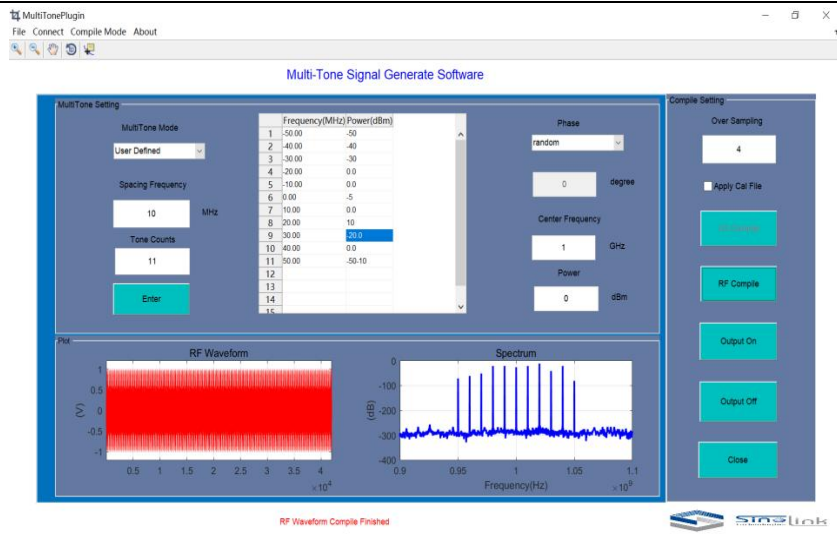 MultiTonePlugin
File Connect Compile Mode About
Multi-Tone Signal Generate Software
MultiTone Setting
MultiTone Mode
User Defined
Spacing Frequency
10 MHz
Tone Counts
11
Enter
Frequency(MHz) Power(dBm)
1 -50.00 -50
2 -40.00 -40
3 -30.00 -30
4 -20.00 0.0
5 -10.00 0.0
6 0.00 -5
7 10.00 0.0
8 20.00 10
9 30.00 -20.0
10 40.00 0.0
11 50.00 -50-10
12
13
14
15
Phase
random
0 degree
Center Frequency
1 GHz
Power
0 dBm
Compile Setting
Over Sampling
4
Apply Cal File
RF Compile
Output On
Output Off
Close
Plot
RF Waveform
(V)
1
0.5
0
-0.5
-1
0.5 1 1.5 2 2.5 3 3.5 4
×10⁴
Spectrum
(dB)
0
-100
-200
-300
-400
0.9 0.95 1 1.05 1.1
Frequency(Hz) ×10⁹
RF Waveform Compile Finished
Sinolink